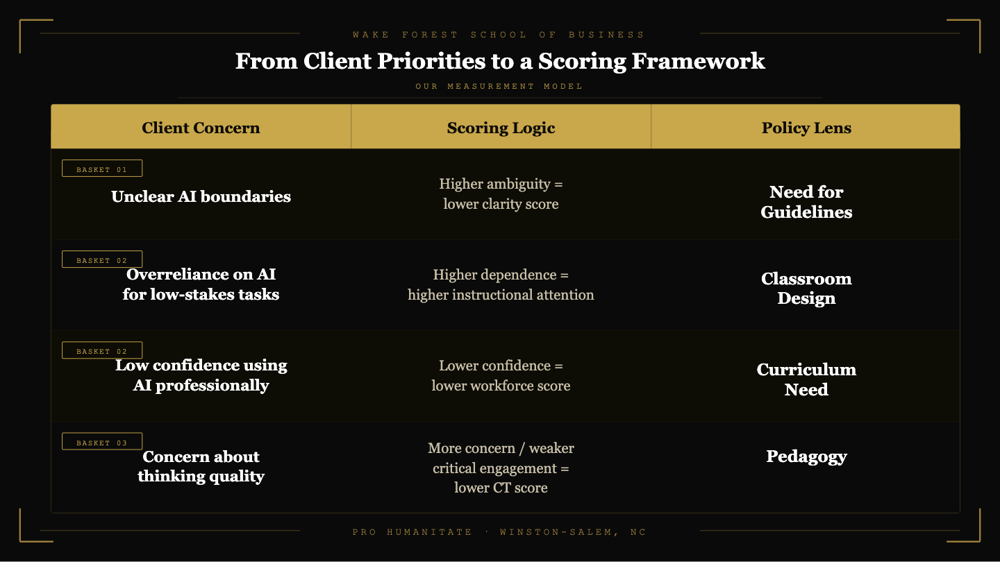 WAKE FOREST SCHOOL OF BUSINESS
From Client Priorities to a Scoring Framework
OUR MEASUREMENT MODEL
Client Concern
Scoring Logic
Policy Lens
BASKET 01
Unclear AI boundaries
Higher ambiguity =
lower clarity score
Need for
Guidelines
BASKET 02
Overreliance on AI
for low-stakes tasks
Higher dependence =
higher instructional attention
Classroom
Design
BASKET 02
Low confidence using
AI professionally
Lower confidence =
lower workforce score
Curriculum
Need
BASKET 03
Concern about
thinking quality
More concern / weaker
critical engagement =
lower CT score
Pedagogy
PRO HUMANITATE · WINSTON-SALEM, NC